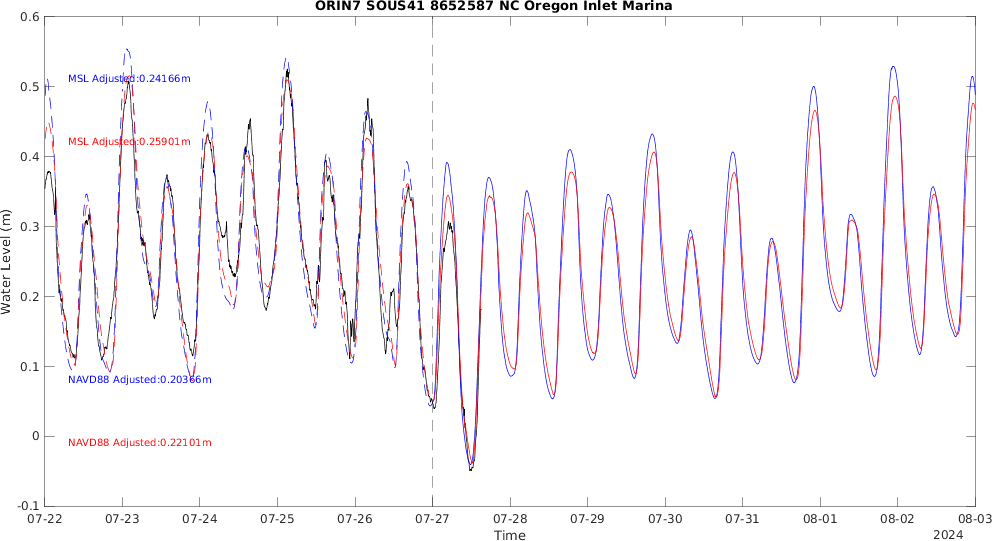 ORIN7 SOUS41 8652587 NC Oregon Inlet Marina
0.6
0.5
0.4
0.3
0.2
0.1
0
-0.1
Water Level (m)
MSL Adjusted:0.24166m
MSL Adjusted:0.25901m
NAVD88 Adjusted:0.20366m
NAVD88 Adjusted:0.22101m
07-22 07-23 07-24 07-25 07-26 07-27 07-28 07-29 07-30 07-31 08-01 08-02 08-03
Time
2024